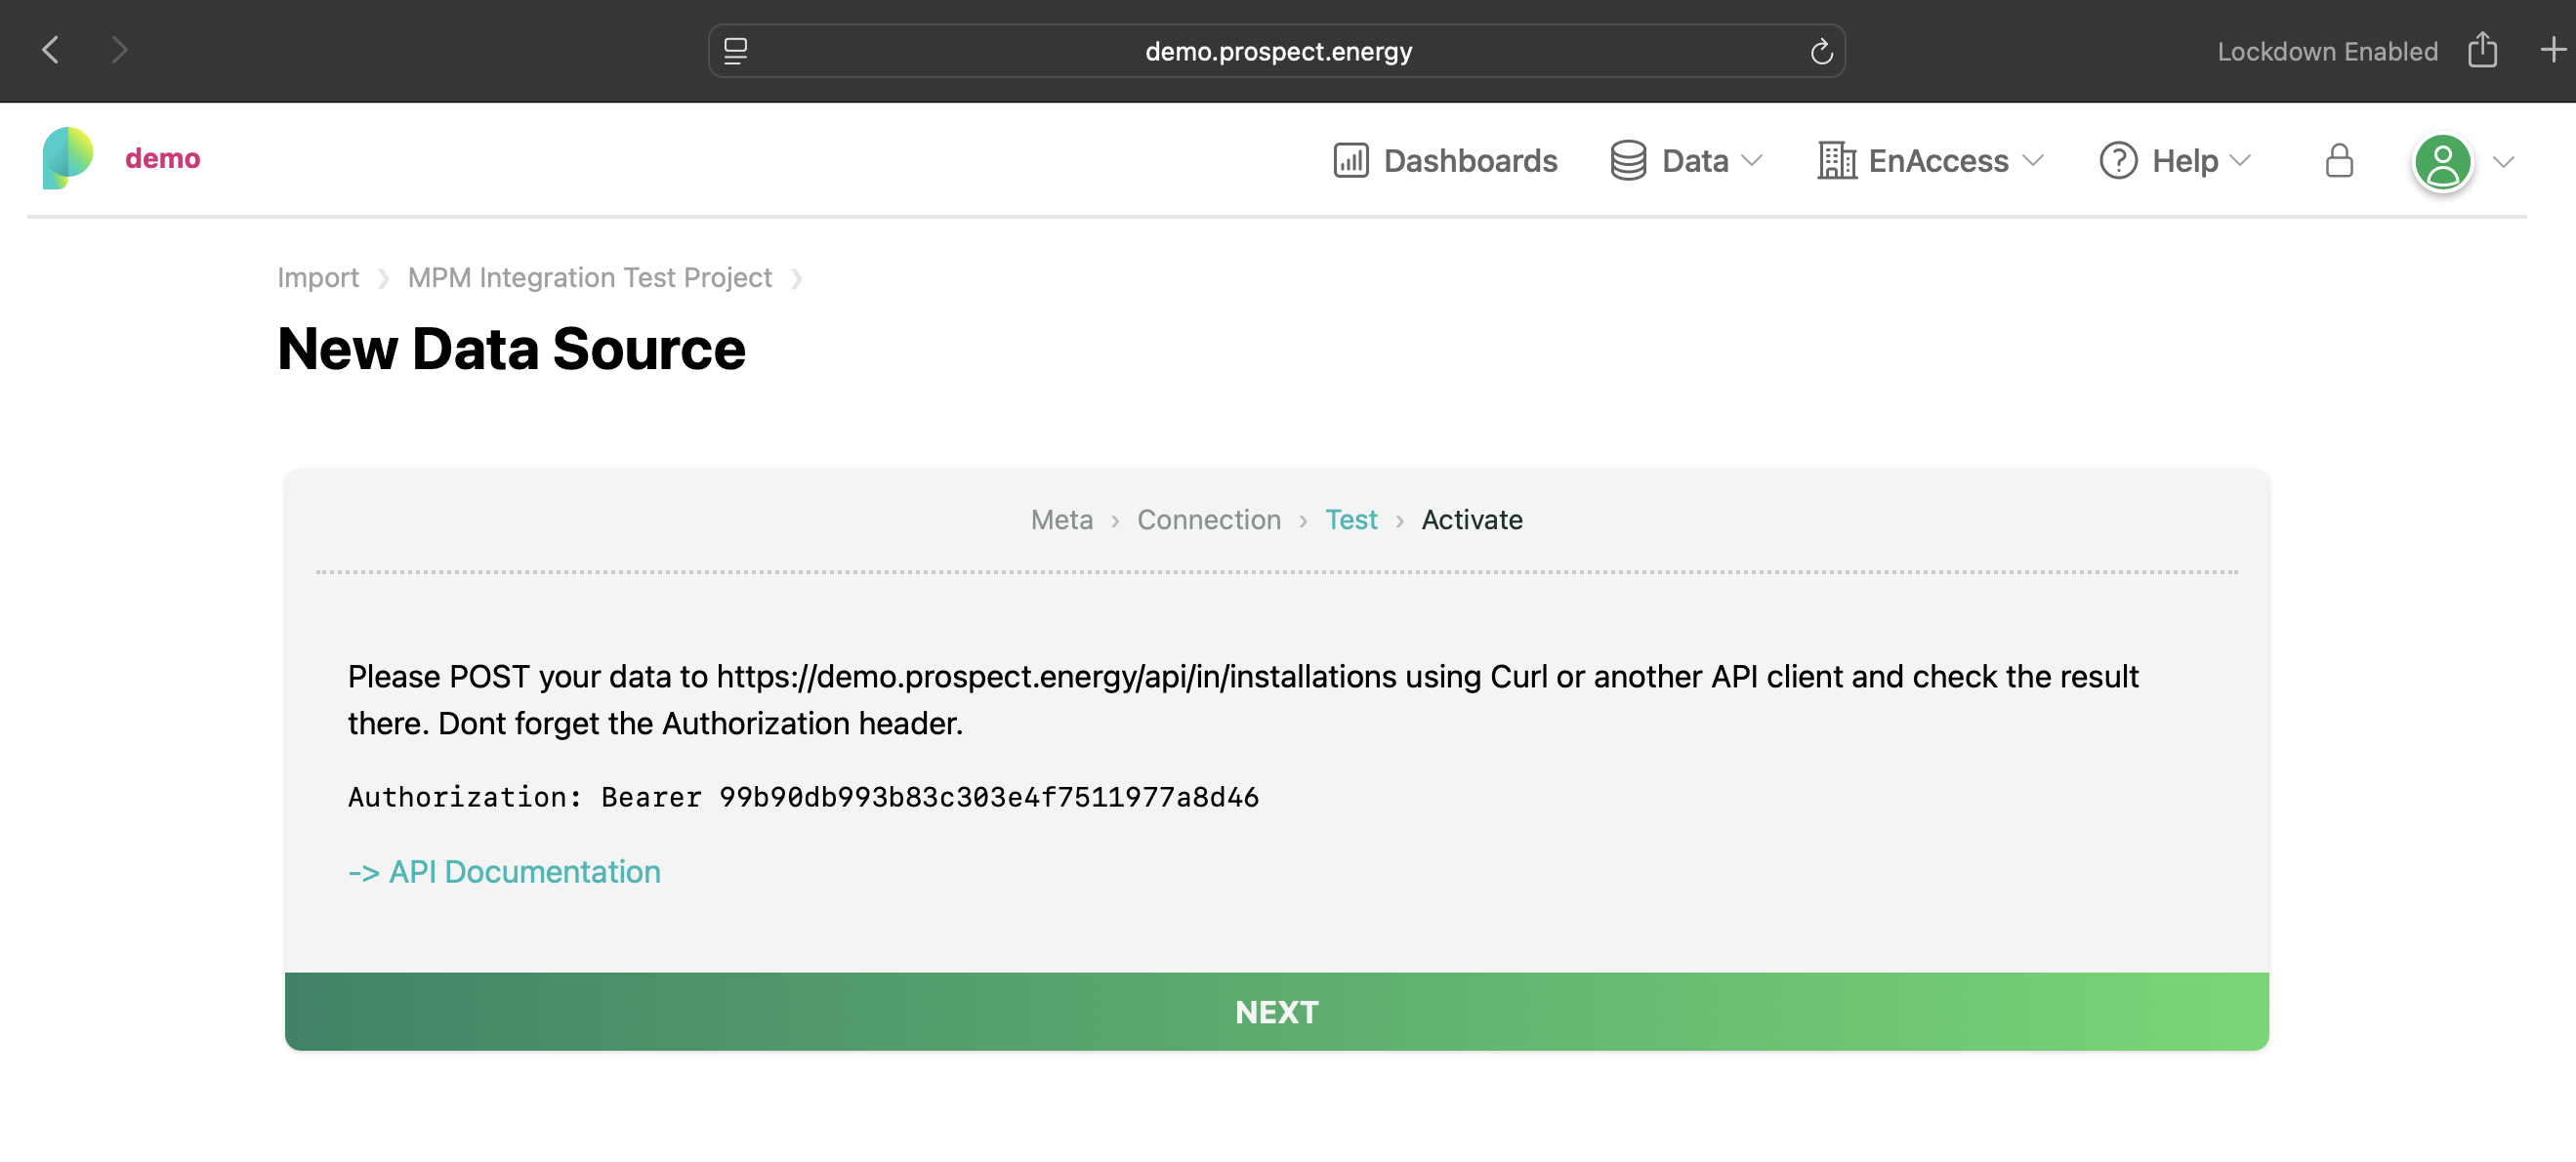 demo.prospect.energy
Lockdown Enabled
demo
Dashboards
Data
EnAccess
Help
Import
MPM Integration Test Project
New Data Source
Meta › Connection › Test › Activate
Please POST your data to https://demo.prospect.energy/api/in/installations using Curl or another API client and check the result
there. Dont forget the Authorization header.
Authorization: Bearer 99b90db993b83c303e4f7511977a8d46
-> API Documentation
NEXT